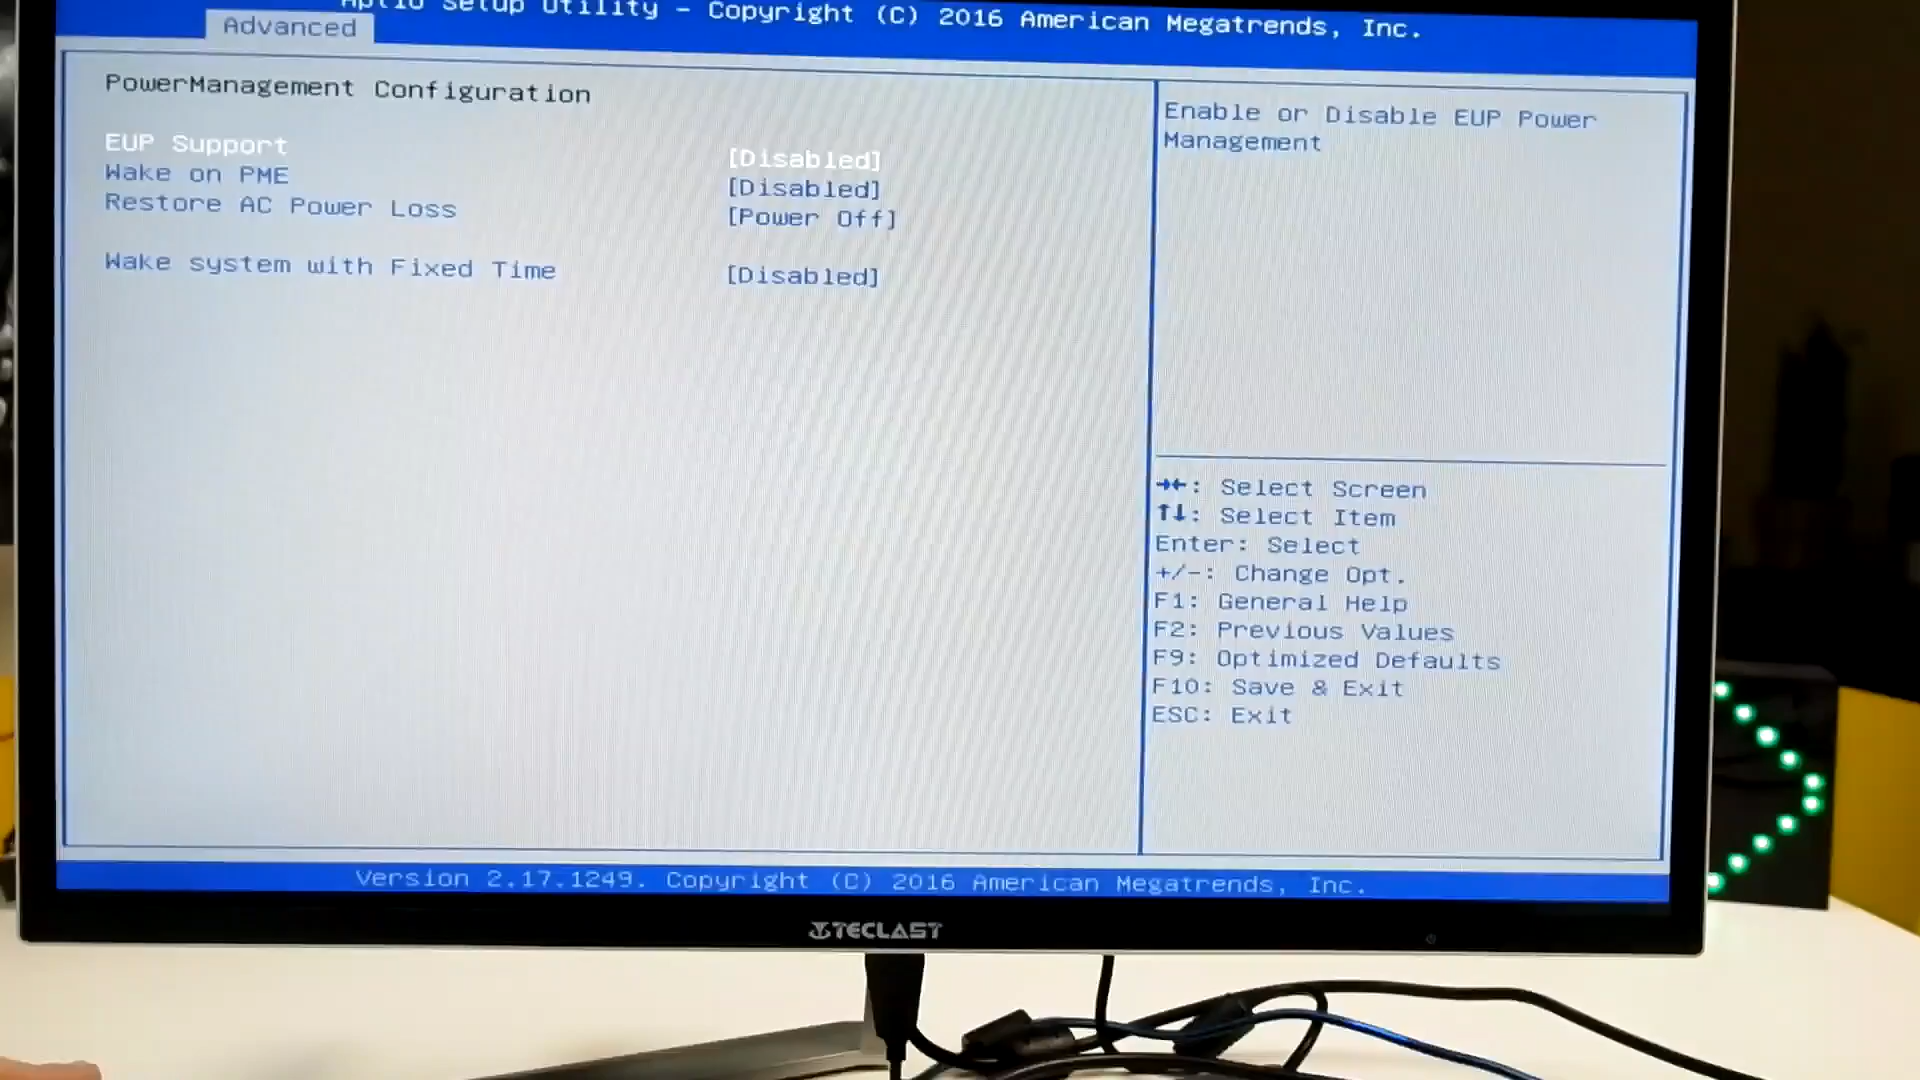 Aptio Setup Utility – Copyright (C) 2016 American Megatrends, Inc.
Advanced
PowerManagement Configuration
EUP Support [Disabled]
Wake on PME [Disabled]
Restore AC Power Loss [Power Off]
Wake system with Fixed Time [Disabled]
Enable or Disable EUP Power
Management
→←: Select Screen
↑↓: Select Item
Enter: Select
+/-: Change Opt.
F1: General Help
F2: Previous Values
F9: Optimized Defaults
F10: Save & Exit
ESC: Exit
Version 2.17.1249. Copyright (C) 2016 American Megatrends, Inc.
TECLAST